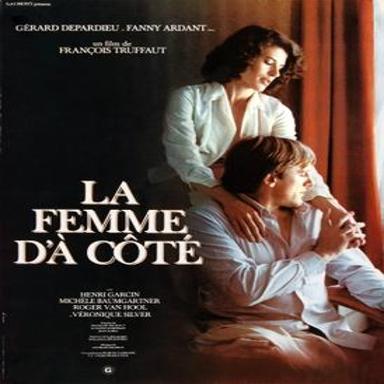 GÉRARD DEPARDIEU · FANNY ARDANT
un film de
FRANÇOIS TRUFFAUT
LA
FEMME
D'À CÔTÉ
HENRI GARCIN
MICHÈLE BAUMGARTNER
ROGER VAN HOOL
VÉRONIQUE SILVER
G